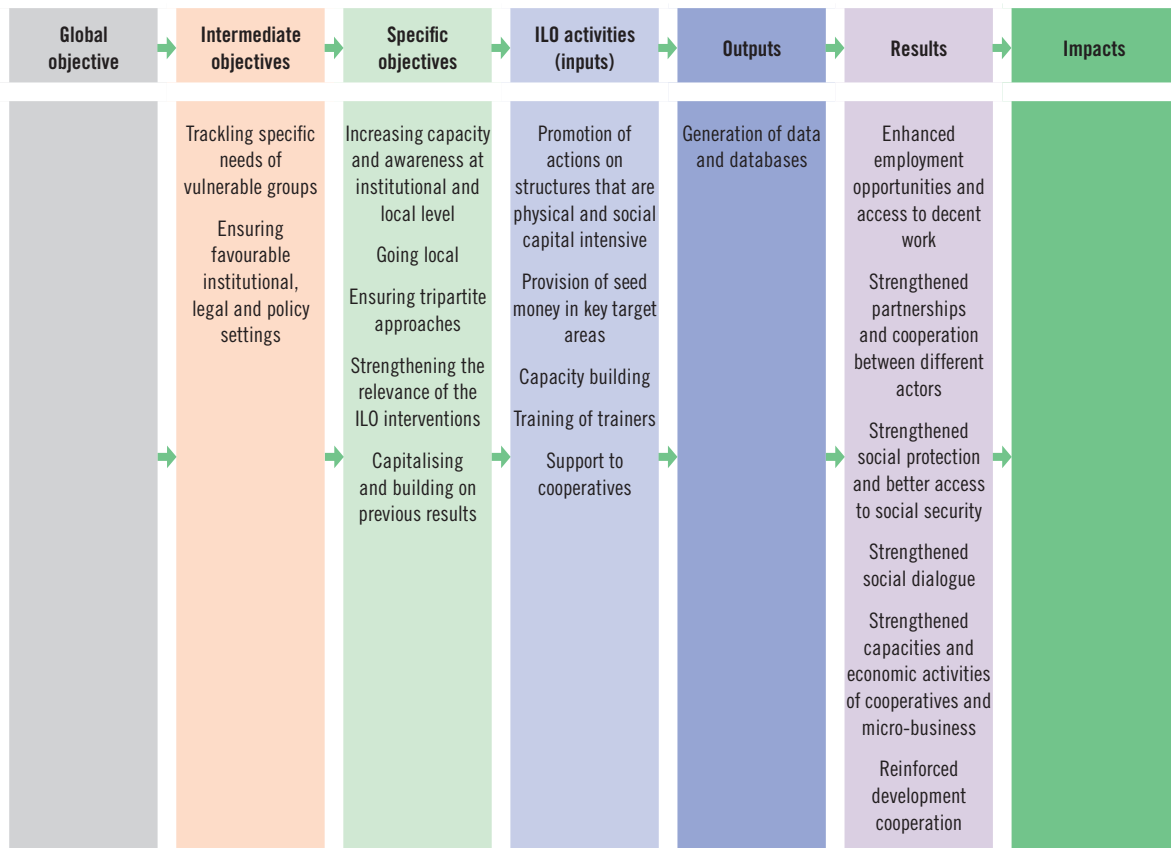 Global
objective
Intermediate
objectives
Specific
objectives
ILO activities
(inputs)
Outputs
Results
Impacts
Trackling specific
needs of
vulnerable groups
Ensuring
favourable
institutional,
legal and policy
settings
Increasing capacity
and awareness at
institutional and
local level
Going local
Ensuring tripartite
approaches
Strengthening the
relevance of the
ILO interventions
Capitalising
and building on
previous results
Promotion of
actions on
structures that are
physical and social
capital intensive
Provision of seed
money in key target
areas
Capacity building
Training of trainers
Support to
cooperatives
Generation of data
and databases
Enhanced
employment
opportunities and
access to decent
work
Strengthened
partnerships
and cooperation
between different
actors
Strengthened
social protection
and better access
to social security
Strengthened
social dialogue
Strengthened
capacities and
economic activities
of cooperatives and
micro-business
Reinforced
development
cooperation